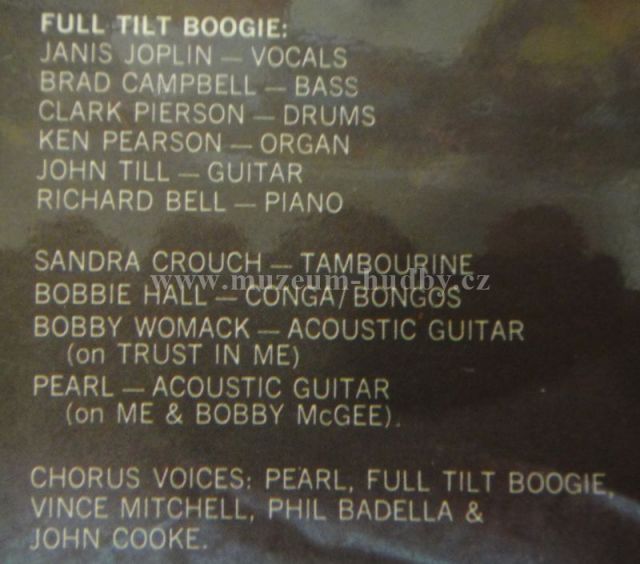 FULL TILT BOOGIE:
JANIS JOPLIN — VOCALS
BRAD CAMPBELL — BASS
CLARK PIERSON — DRUMS
KEN PEARSON — ORGAN
JOHN TILL — GUITAR
RICHARD BELL — PIANO
SANDRA CROUCH — TAMBOURINE
www.muzeum-hudby.cz
BOBBIE HALL — CONGA/BONGOS
BOBBY WOMACK — ACOUSTIC GUITAR
(on TRUST IN ME)
PEARL — ACOUSTIC GUITAR
(on ME & BOBBY McGEE).
CHORUS VOICES: PEARL, FULL TILT BOOGIE,
VINCE MITCHELL, PHIL BADELLA &
JOHN COOKE.